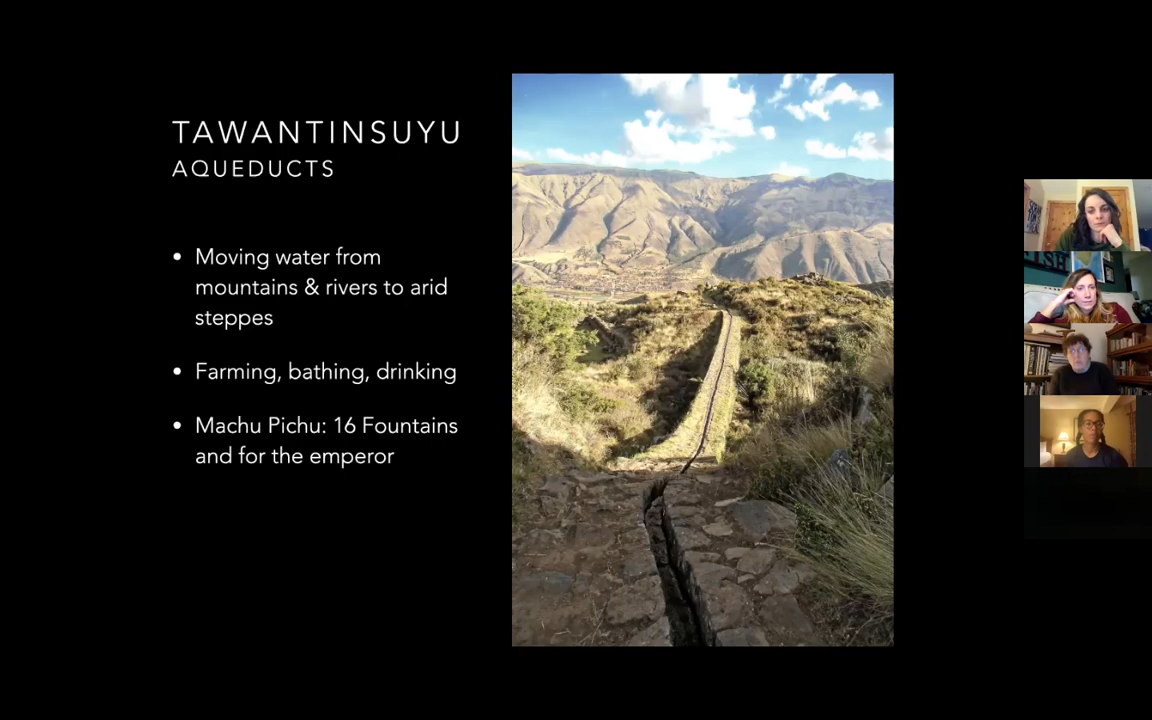 TAWANTINSUYU
AQUEDUCTS
• Moving water from
mountains & rivers to arid
steppes
• Farming, bathing, drinking
• Machu Pichu: 16 Fountains
and for the emperor